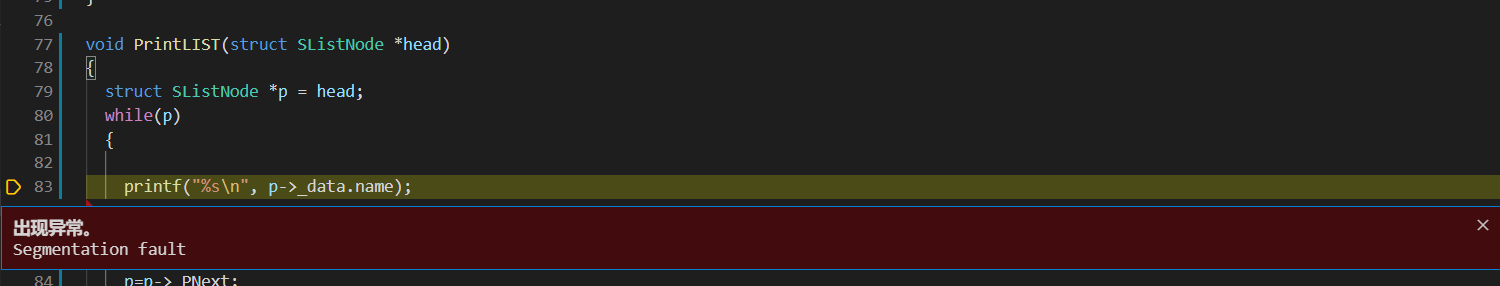 76
77 void PrintLIST(struct SListNode *head)
78 {
79 struct SListNode *p = head;
80 while(p)
81 {
82
83 printf("%s\n", p->_data.name);
出现异常。
Segmentation fault
84 p=p->_PNext;